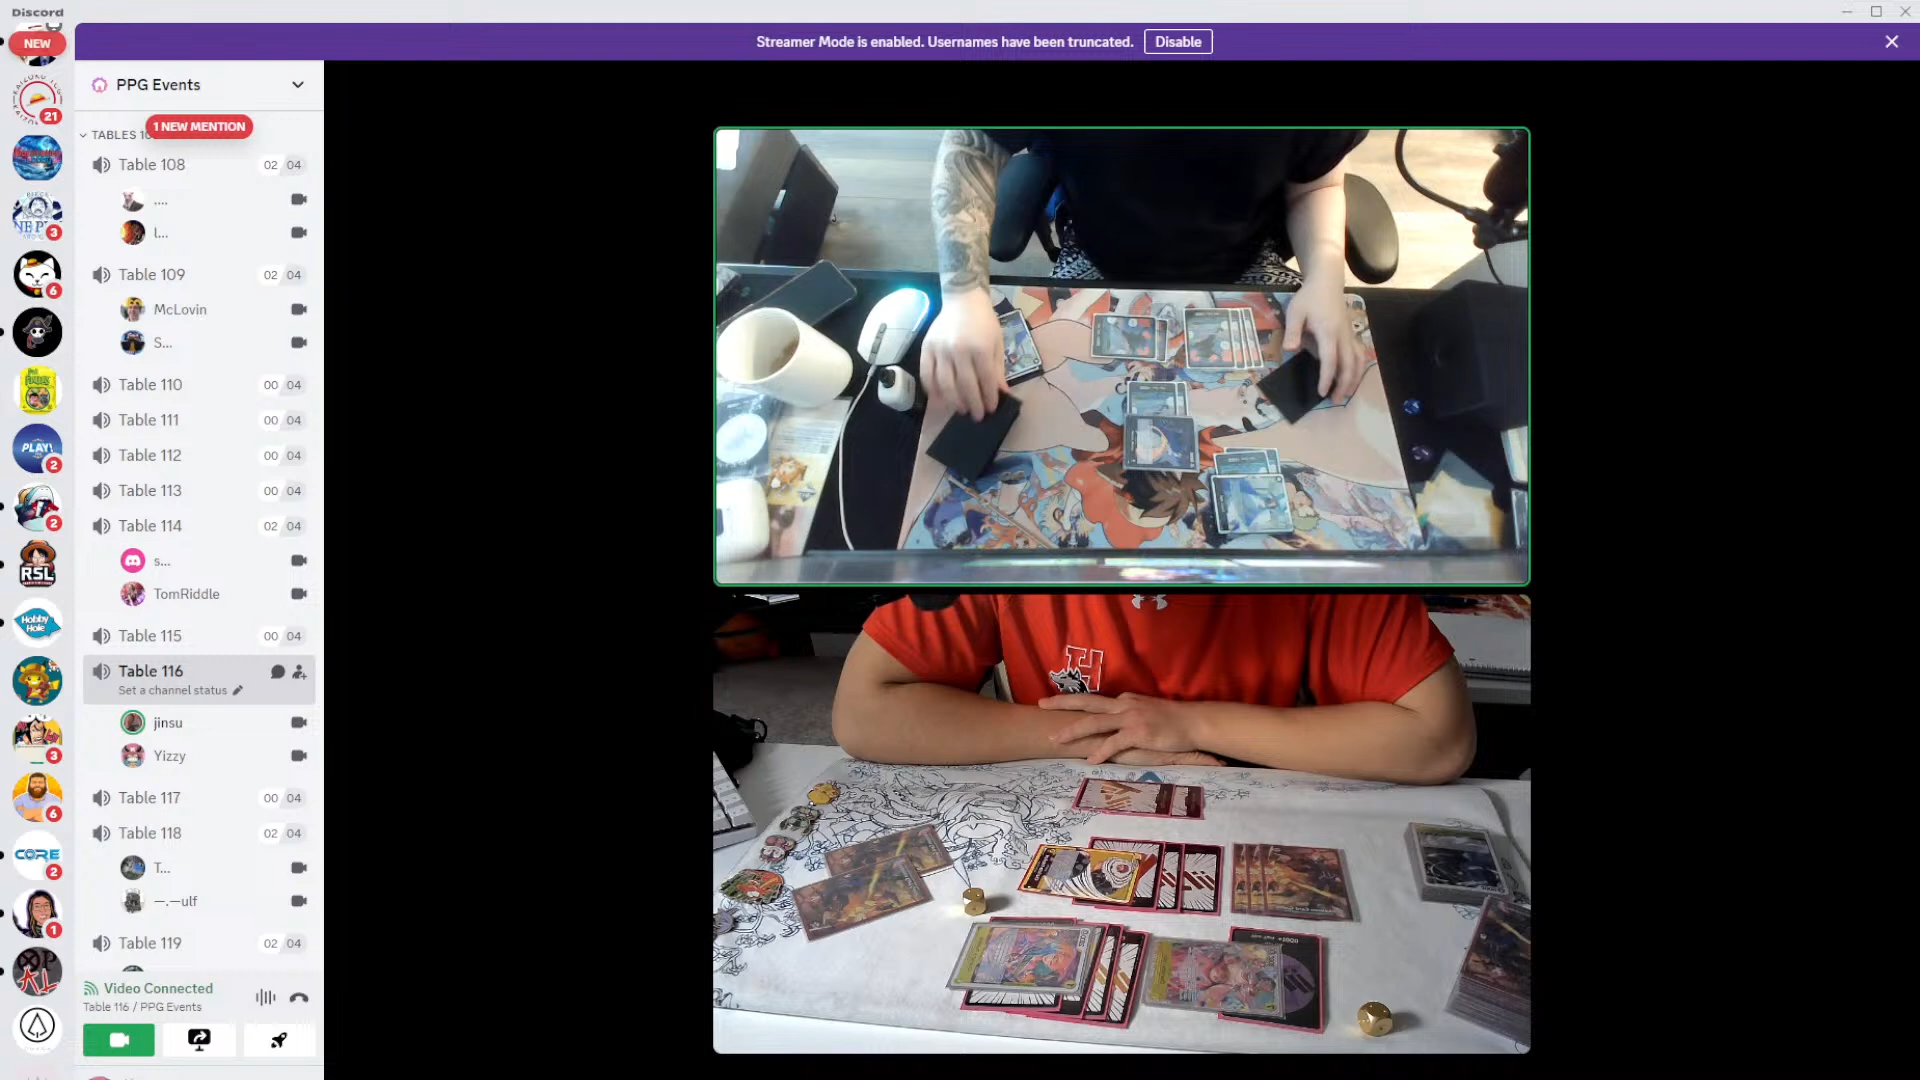 Discord
Streamer Mode is enabled. Usernames have been truncated.
Disable
NEW
PPG Events
1 NEW MENTION
TABLES 10
21
Table 108
02 04
....
l...
3
Table 109
02 04
6
McLovin
S...
Table 110
00 04
Table 111
00 04
PLAY!
2
Table 112
00 04
Table 113
00 04
2
Table 114
02 04
s...
RSL
TomRiddle
Hobby
Hole
Table 115
00 04
Table 116
Set a channel status
jinsu
3
Yizzy
6
Table 117
00 04
Table 118
02 04
CORE
2
T...
1
—.—ulf
Table 119
02 04
Video Connected
Table 116 / PPG Events
H